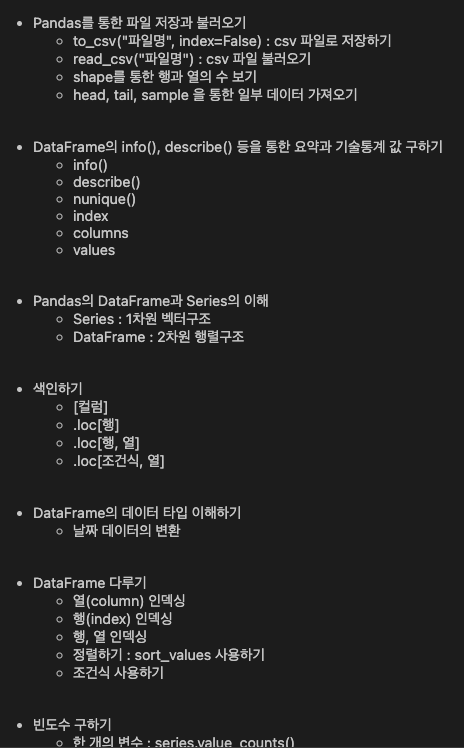 Pandas를 통한 파일 저장과 불러오기
to_csv("파일명", index=False) : csv 파일로 저장하기
read_csv("파일명") : csv 파일 불러오기
shape를 통한 행과 열의 수 보기
head, tail, sample 을 통한 일부 데이터 가져오기
DataFrame의 info(), describe() 등을 통한 요약과 기술통계 값 구하기
info()
describe()
nunique()
index
columns
values
Pandas의 DataFrame과 Series의 이해
Series : 1차원 벡터구조
DataFrame : 2차원 행렬구조
색인하기
[컬럼]
.loc[행]
.loc[행, 열]
.loc[조건식, 열]
DataFrame의 데이터 타입 이해하기
날짜 데이터의 변환
DataFrame 다루기
열(column) 인덱싱
행(index) 인덱싱
행, 열 인덱싱
정렬하기 : sort_values 사용하기
조건식 사용하기
빈도수 구하기
한 개의 변수 : series.value_counts()